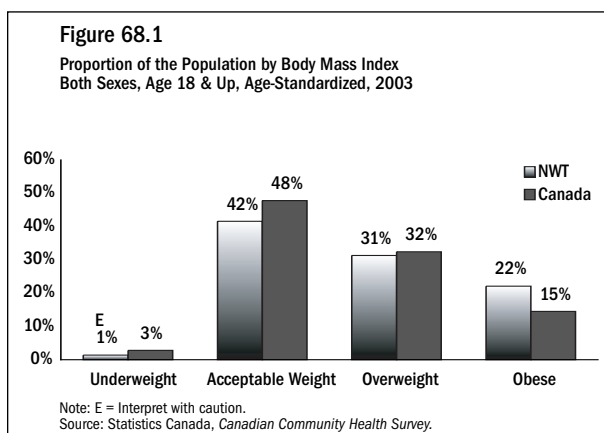 Figure 68.1
Proportion of the Population by Body Mass Index
Both Sexes, Age 18 & Up, Age-Standardized, 2003
60%
50%
40%
30%
20%
10%
0%
NWT
Canada
E
1%
3%
42%
48%
31%
32%
22%
15%
Underweight
Acceptable Weight
Overweight
Obese
Note: E = Interpret with caution.
Source: Statistics Canada, Canadian Community Health Survey.